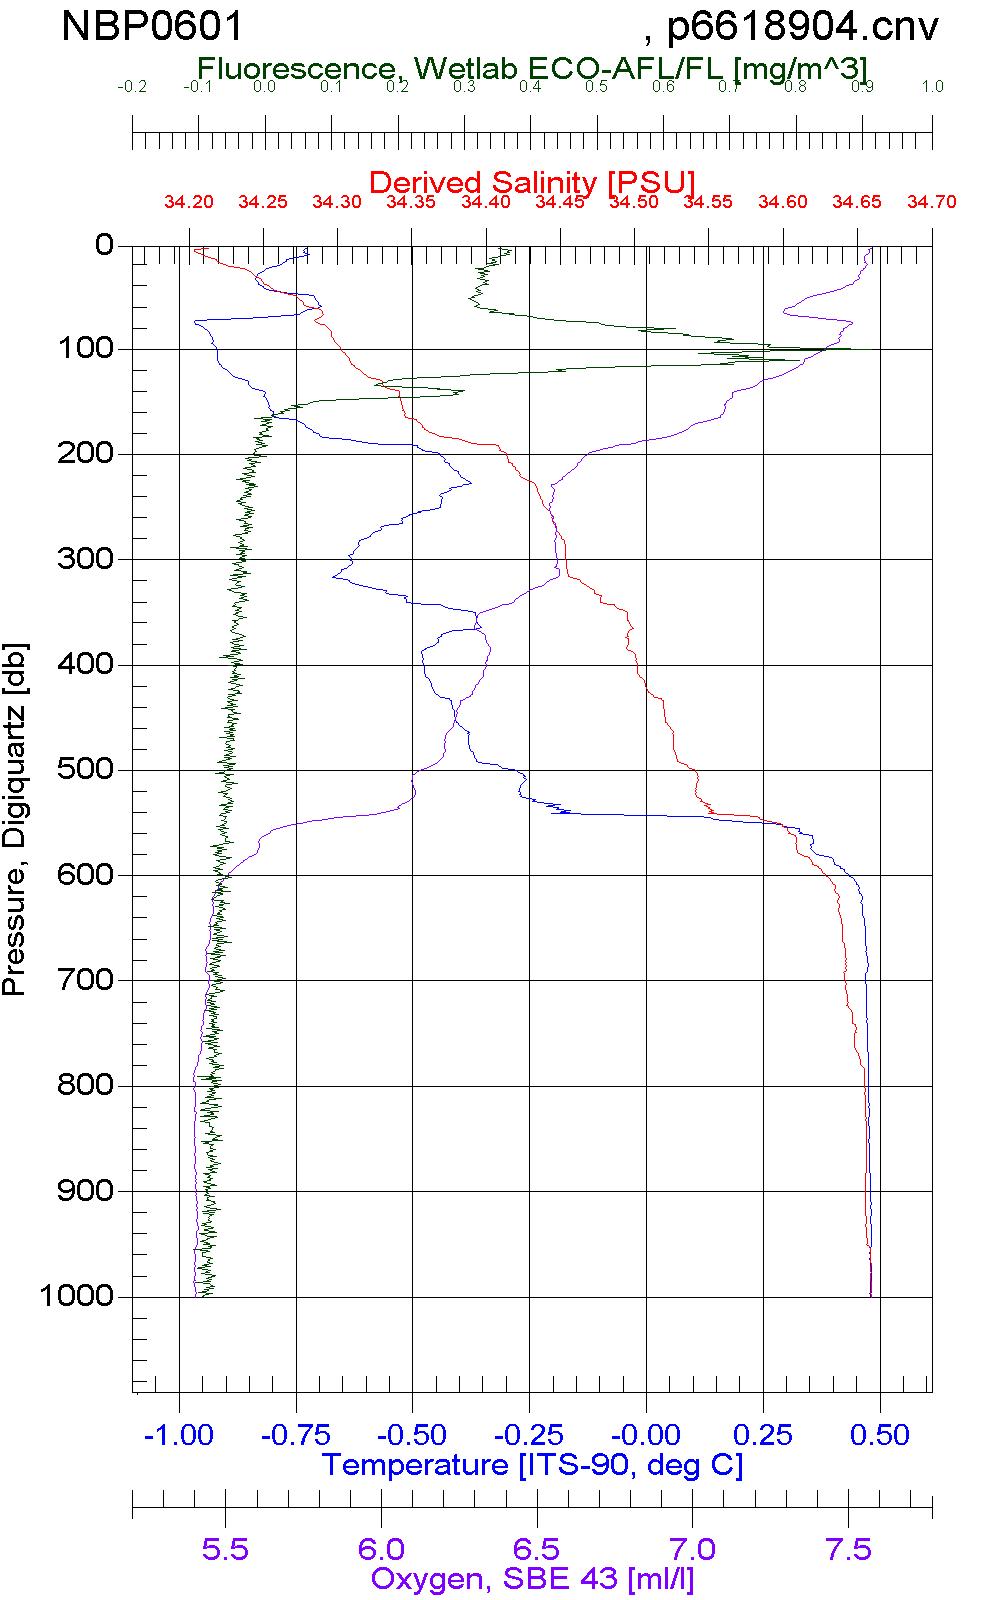 NBP0601 , p6618904.cnv
Fluorescence, Wetlab ECO-AFL/FL [mg/m^3]
-0.2 -0.1 0.0 0.1 0.2 0.3 0.4 0.5 0.6 0.7 0.8 0.9 1.0
Derived Salinity [PSU]
34.20 34.25 34.30 34.35 34.40 34.45 34.50 34.55 34.60 34.65 34.70
0
100
200
300
400
500
600
700
800
900
1000
Pressure, Digiquartz [db]
-1.00 -0.75 -0.50 -0.25 -0.00 0.25 0.50
Temperature [ITS-90, deg C]
5.5 6.0 6.5 7.0 7.5
Oxygen, SBE 43 [ml/l]